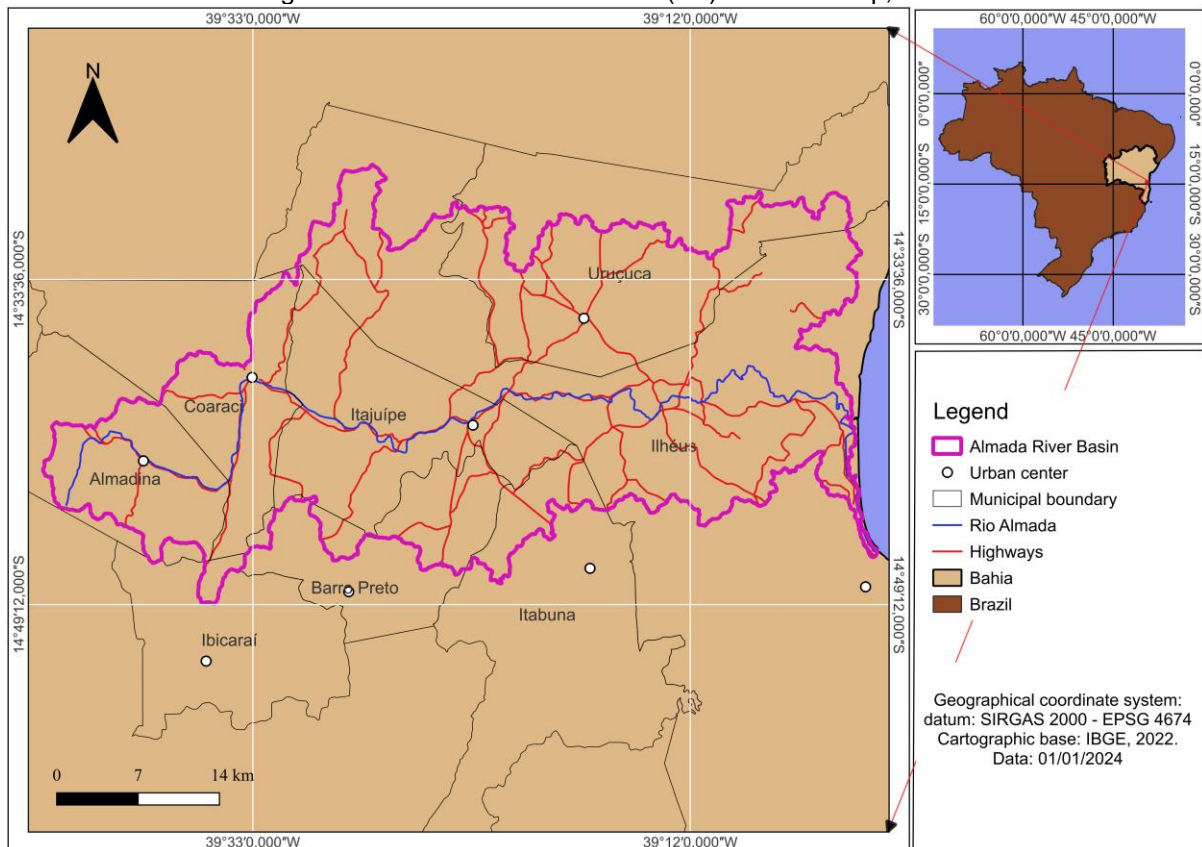 39°33'0,000"W
39°12'0,000"W
N
14°33'36,000"S
14°33'36,000"S
Uruçuca
Coaraci
Itajuípe
Ilhéus
Almadina
Barro Preto
Itabuna
Ibicaraí
14°49'12,000"S
14°49'12,000"S
0 7 14 km
39°33'0,000"W
39°12'0,000"W
60°0'0,000"W 45°0'0,000"W
0°0'0,000"
0°0'0,000"
15°0'0,000"S
15°0'0,000"S
30°0'0,000"S
30°0'0,000"S
60°0'0,000"W 45°0'0,000"W
Legend
Almada River Basin
Urban center
Municipal boundary
Rio Almada
Highways
Bahia
Brazil
Geographical coordinate system:
datum: SIRGAS 2000 - EPSG 4674
Cartographic base: IBGE, 2022.
Data: 01/01/2024